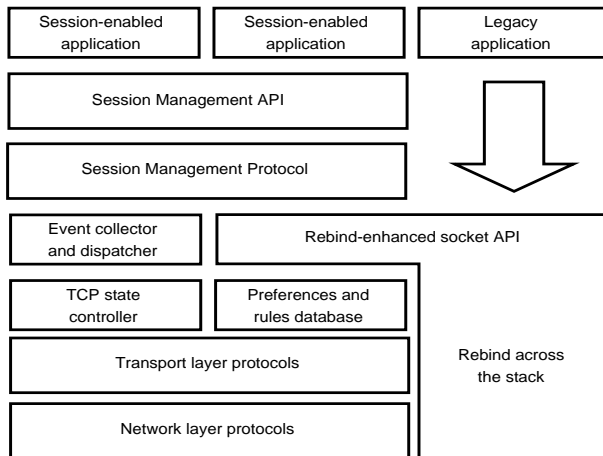 Session-enabled
application
Session-enabled
application
Legacy
application
Session Management API
Session Management Protocol
Event collector
and dispatcher
Rebind-enhanced socket API
TCP state
controller
Preferences and
rules database
Transport layer protocols
Rebind across
the stack
Network layer protocols